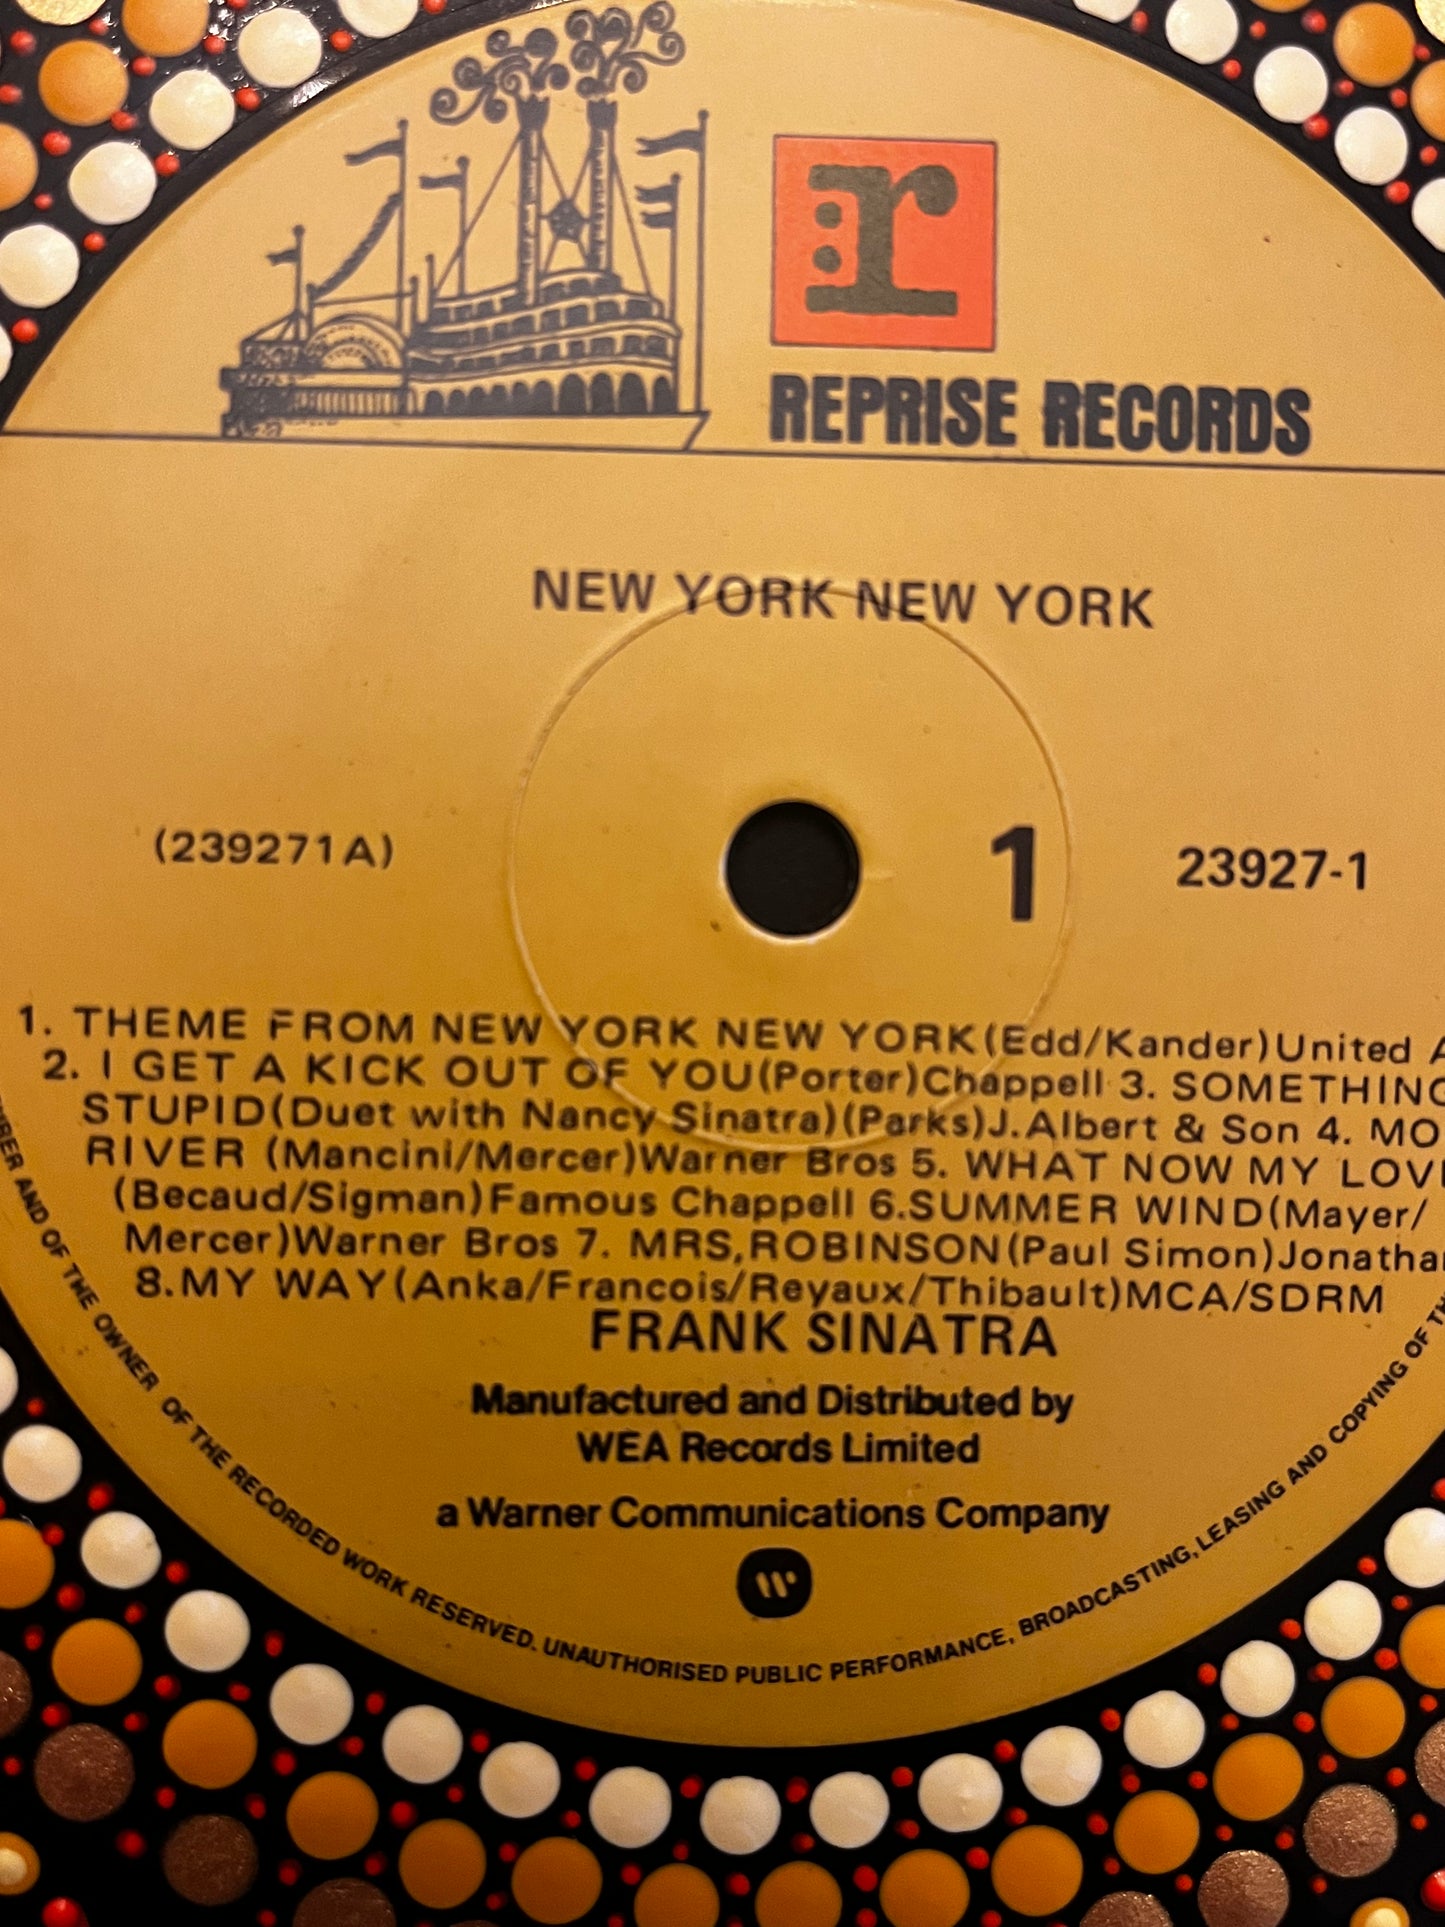 r
REPRISE RECORDS
NEW YORK NEW YORK
(239271A)
1
23927-1
1. THEME FROM NEW YORK NEW YORK(Edd/Kander)United
2. I GET A KICK OUT OF YOU(Porter)Chappell 3. SOMETHING
STUPID(Duet with Nancy Sinatra)(Parks)J.Albert & Son 4. MO
RIVER (Mancini/Mercer)Warner Bros 5. WHAT NOW MY LOV
(Becaud/Sigman)Famous Chappell 6.SUMMER WIND(Mayer/
Mercer)Warner Bros 7. MRS,ROBINSON(Paul Simon)Jonatha
8.MY WAY(Anka/Francois/Reyaux/Thibault)MCA/SDRM
FRANK SINATRA
Manufactured and Distributed by
WEA Records Limited
a Warner Communications Company
AND OF THE OWNER OF THE RECORDED WORK RESERVED. UNAUTHORISED PUBLIC PERFORMANCE, BROADCASTING, LEASING AND COPYING OF